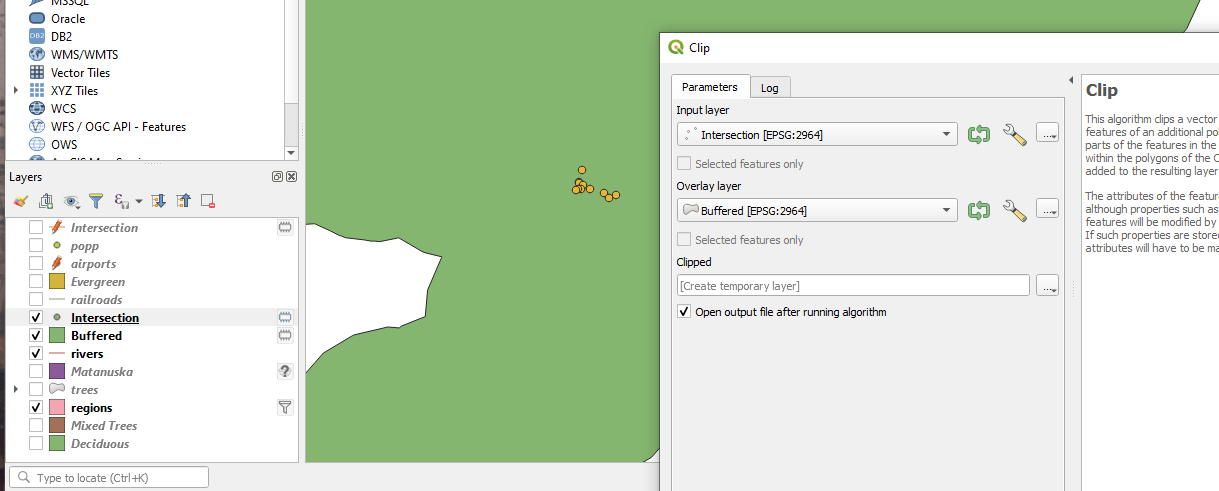 MSSQL
Oracle
DB2
WMS/WMTS
Vector Tiles
XYZ Tiles
WCS
WFS / OGC API - Features
OWS
Layers
Intersection
popp
airports
Evergreen
railroads
Intersection
Buffered
rivers
Matanuska
trees
regions
Mixed Trees
Deciduous
Type to locate (Ctrl+K)
Clip
Parameters
Log
Input layer
Intersection [EPSG:2964]
Selected features only
Overlay layer
Buffered [EPSG:2964]
Selected features only
Clipped
[Create temporary layer]
Open output file after running algorithm
Clip
This algorithm clips a vector
features of an additional po
parts of the features in the
within the polygons of the C
added to the resulting layer
The attributes of the feature
although properties such as
features will be modified by
If such properties are store
attributes will have to be ma